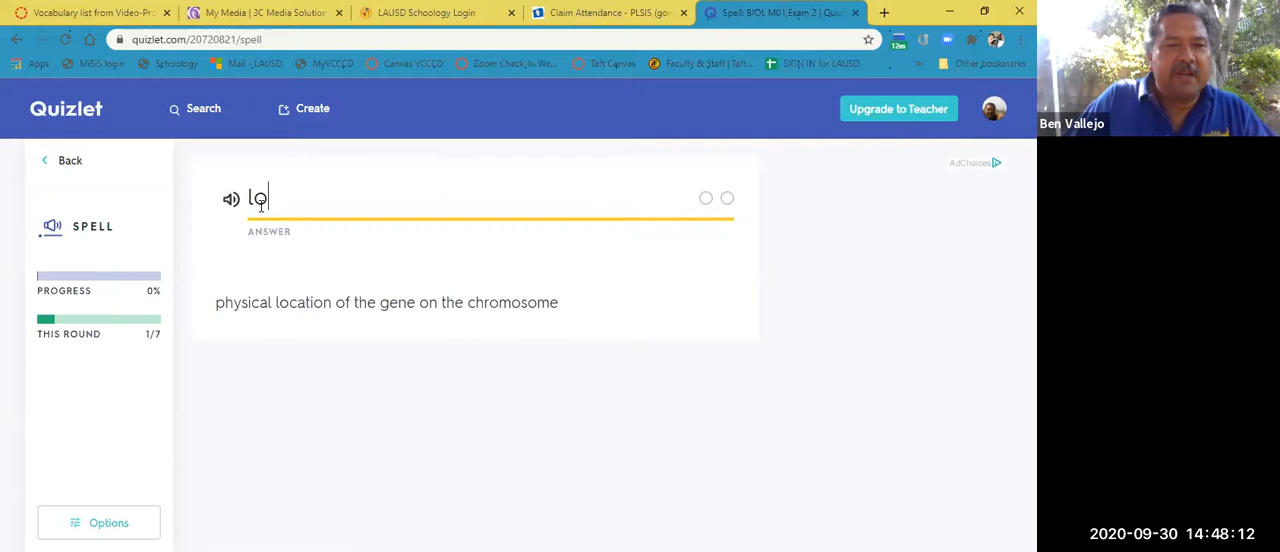 Vocabulary list from Video-Pro
My Media | 3C Media Solution
LAUSD Schoology Login
Claim Attendance - PLSIS (goo
Spell: BIOL M01,Exam 2 | Quiz
quizlet.com/20720821/spell
12m
Apps
MiSiS login
Schoology
Mail - LAUSD
MyVCCCD
Canvas VCCCD
Zoom Check-In We...
Taft Canvas
Faculty & Staff | Taft...
SIGN IN for LAUSD
»
Other bookmarks
Quizlet
Search
Create
Upgrade to Teacher
Ben Vallejo
Back
AdChoices
lo
SPELL
ANSWER
PROGRESS 0%
physical location of the gene on the chromosome
THIS ROUND 1/7
Options
2020-09-30 14:48:12